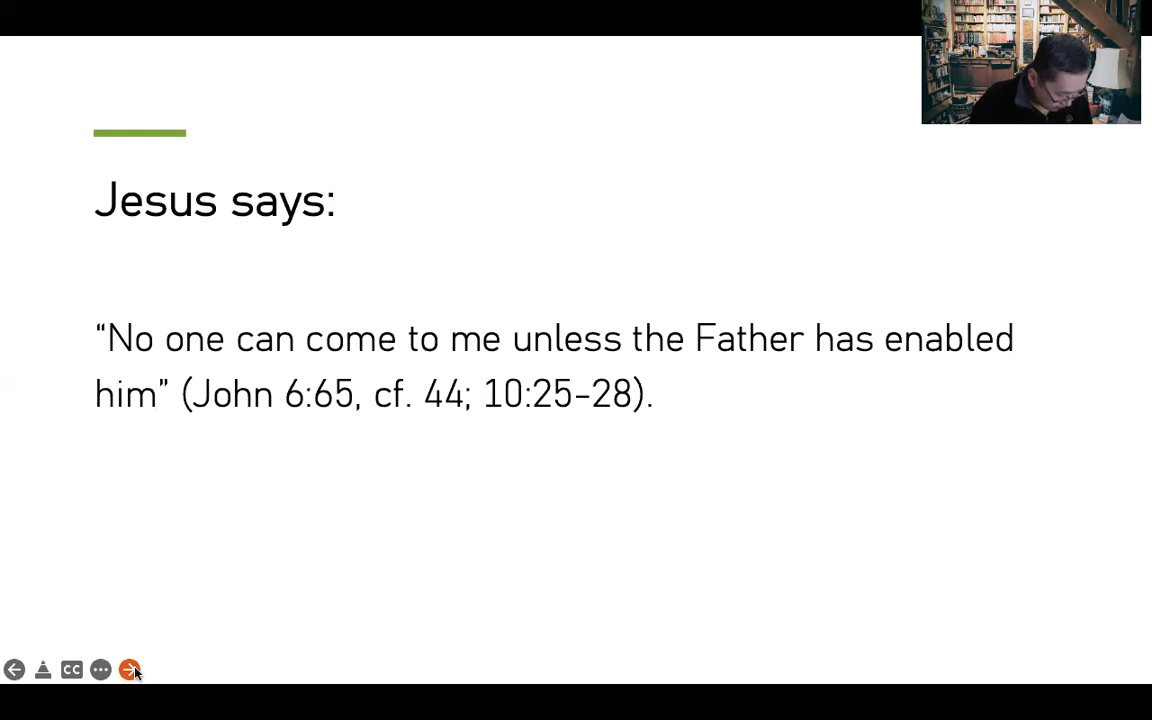 Jesus says:
“No one can come to me unless the Father has enabled
him” (John 6:65, cf. 44; 10:25–28).
CC